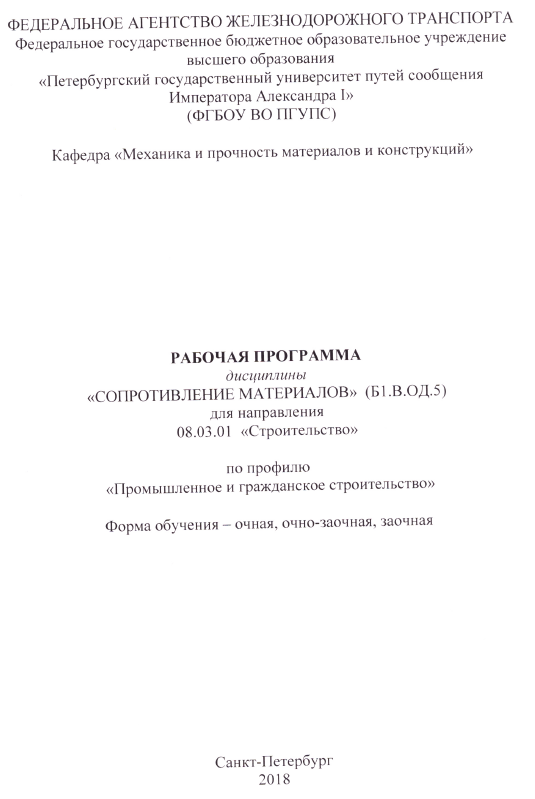 ФЕДЕРАЛЬНОЕ АГЕНТСТВО ЖЕЛЕЗНОДОРОЖНОГО ТРАНСПОРТА
Федеральное государственное бюджетное образовательное учреждение
высшего образования
«Петербургский государственный университет путей сообщения
Императора Александра I»
(ФГБОУ ВО ПГУПС)
Кафедра «Механика и прочность материалов и конструкций»
РАБОЧАЯ ПРОГРАММА
дисциплины
«СОПРОТИВЛЕНИЕ МАТЕРИАЛОВ» (Б1.В.ОД.5)
для направления
08.03.01 «Строительство»
по профилю
«Промышленное и гражданское строительство»
Форма обучения – очная, очно-заочная, заочная
Санкт-Петербург
2018